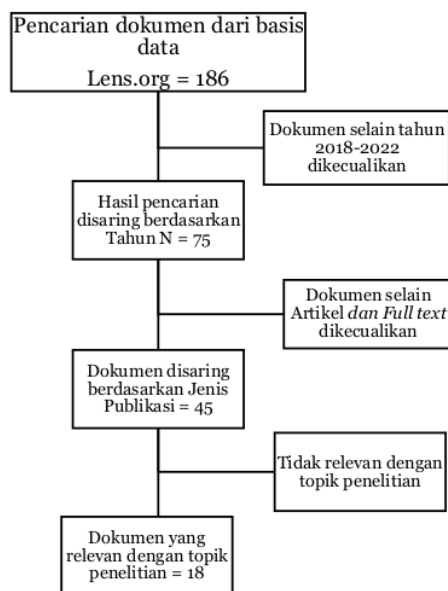 Pencarian dokumen dari basis
data
Lens.org = 186
Dokumen selain tahun
2018-2022
dikecualikan
Hasil pencarian
disaring berdasarkan
Tahun N = 75
Dokumen selain
Artikel dan Full text
dikecualikan
Dokumen disaring
berdasarkan Jenis
Publikasi = 45
Tidak relevan dengan
topik penelitian
Dokumen yang
relevan dengan topik
penelitian = 18